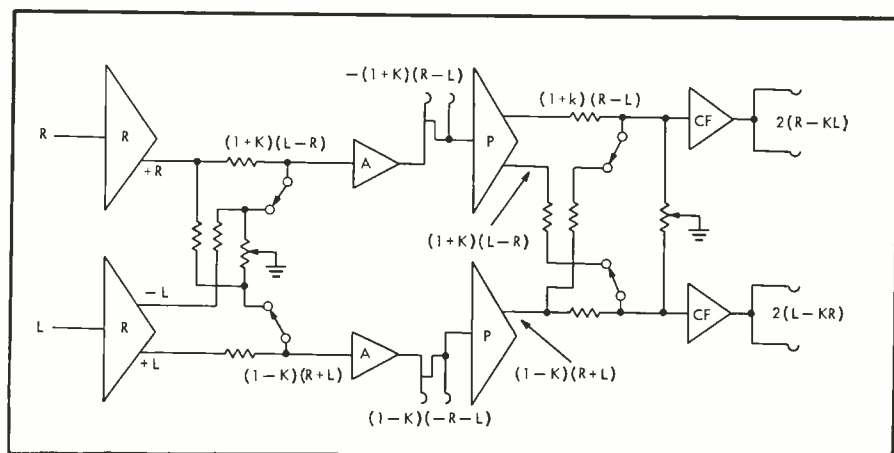 -(1+K)(R-L)
(1+k)(R-L)
R
R
(1+K)(L-R)
+R
A
P
CF
2(R-KL)
(1+K)(L-R)
-L
L
R
+L
A
P
CF
2(L-KR)
(1-K)(R+L)
(1-K)(R+L)
(1-K)(-R-L)